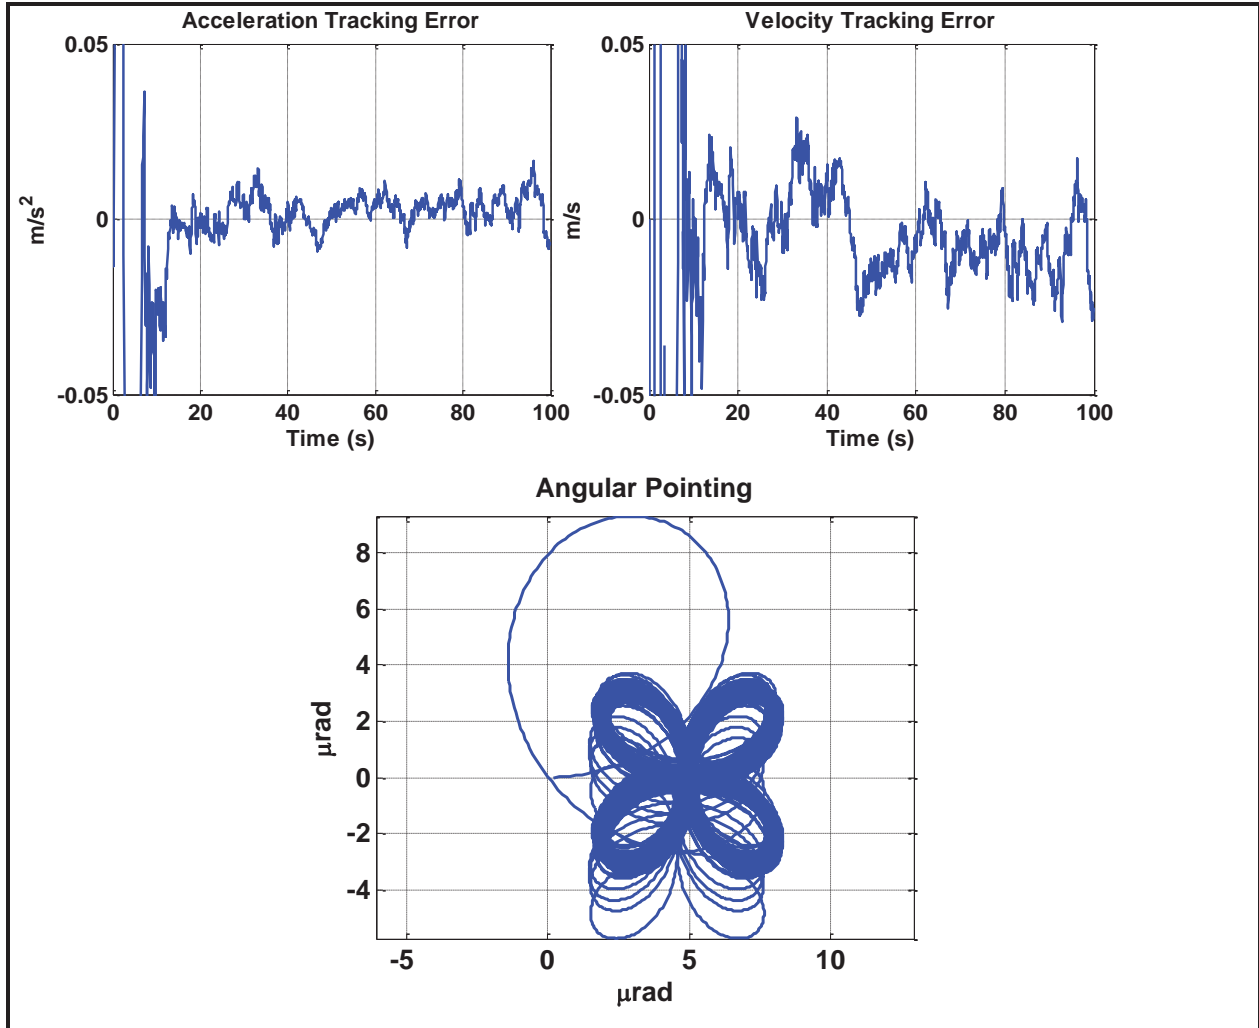 Acceleration Tracking Error
0.05
0
-0.05
m/s2
0 20 40 60 80 100
Time (s)
Velocity Tracking Error
0.05
0
-0.05
m/s
0 20 40 60 80 100
Time (s)
Angular Pointing
8
6
4
2
0
-2
-4
μrad
-5 0 5 10
μrad